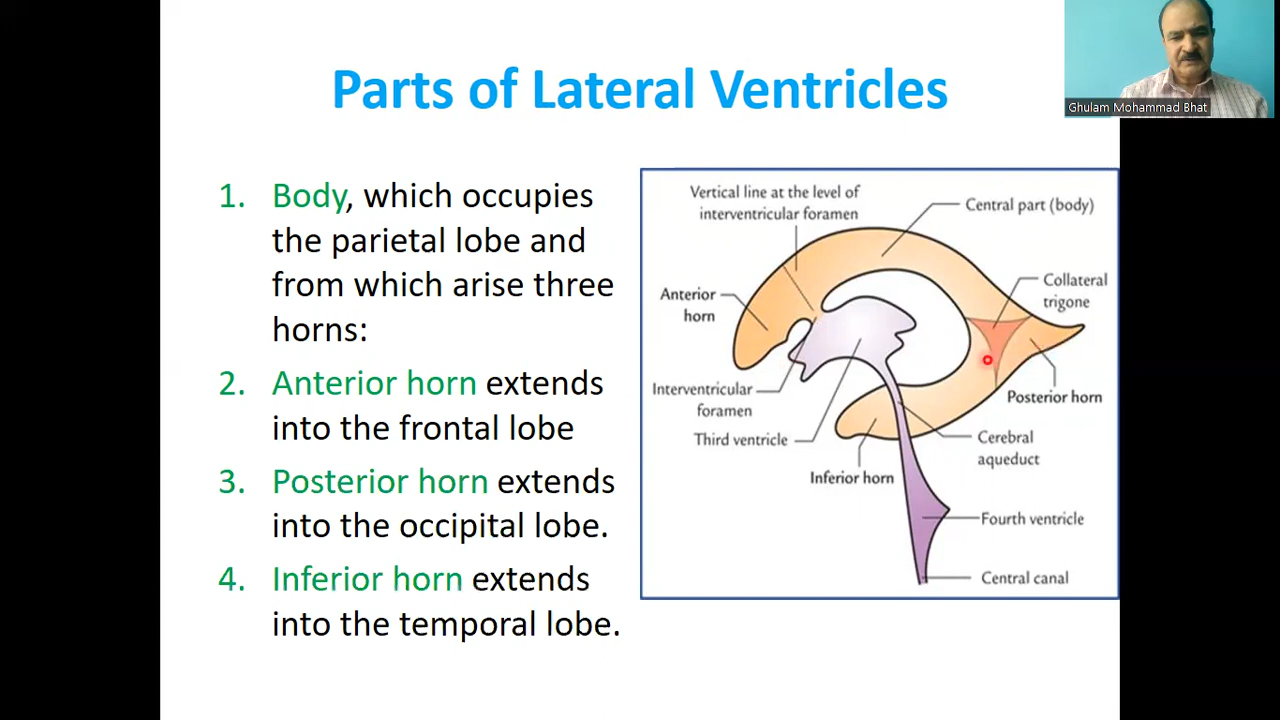 Parts of Lateral Ventricles
Ghulam Mohammad Bhat
1. Body, which occupies
the parietal lobe and
from which arise three
horns:
2. Anterior horn extends
into the frontal lobe
3. Posterior horn extends
into the occipital lobe.
4. Inferior horn extends
into the temporal lobe.
Vertical line at the level of
interventricular foramen
Central part (body)
Collateral
trigone
Anterior
horn
Interventricular
foramen
Posterior horn
Third ventricle
Cerebral
aqueduct
Inferior horn
Fourth ventricle
Central canal